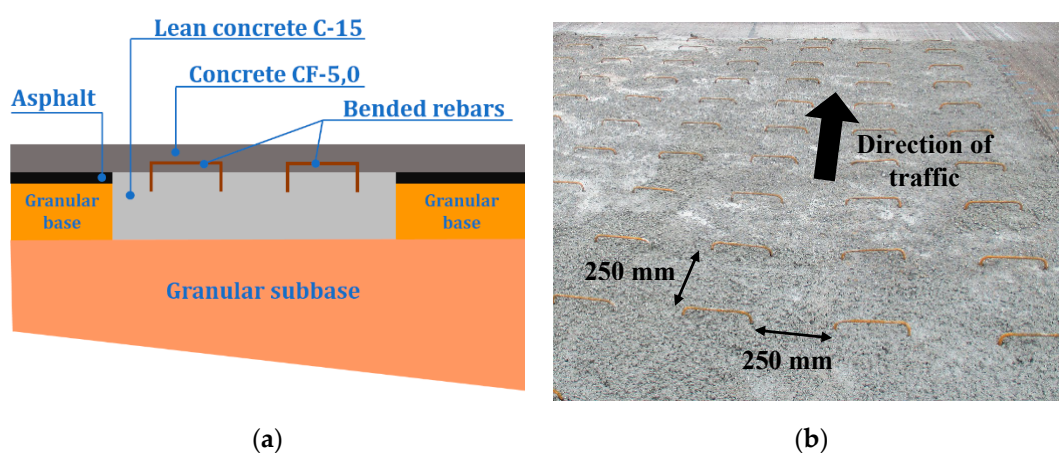 Lean concrete C-15
Concrete CF-5,0
Asphalt
Bended rebars
Granular
base
Granular
base
Granular subbase
Direction of
traffic
250 mm
250 mm
(a)
(b)